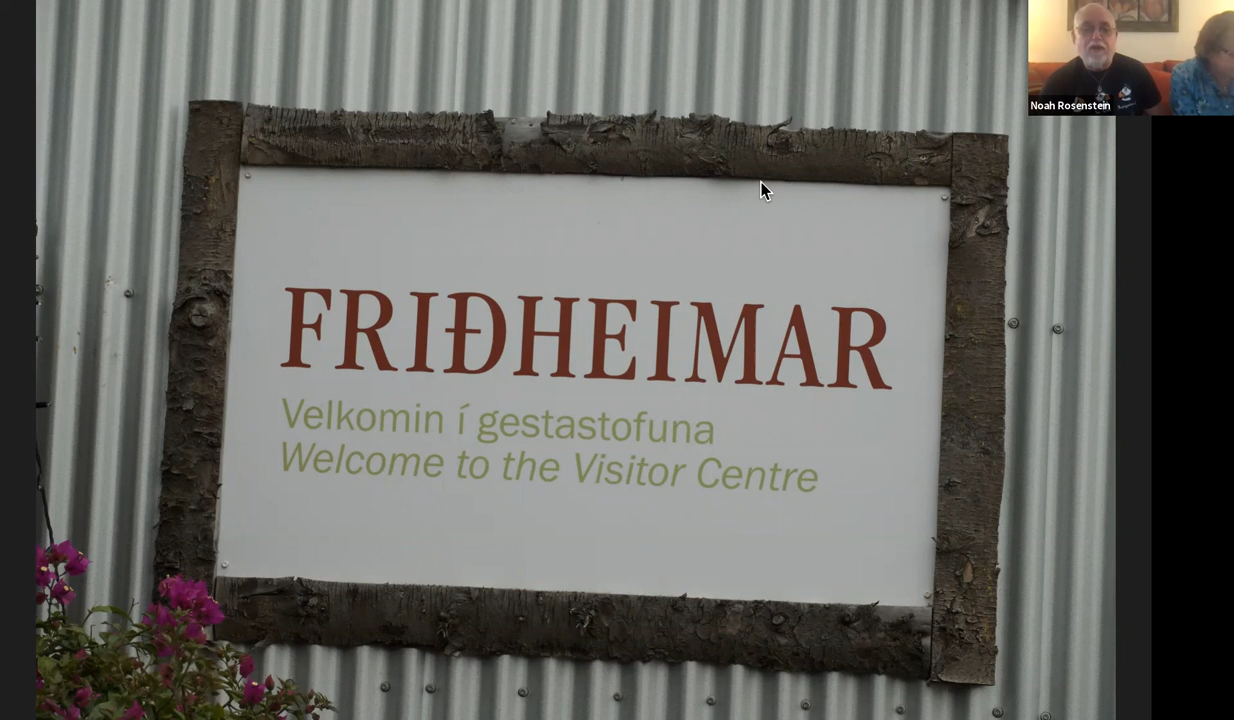 Noah Rosenstein
FRIÐHEIMAR
Velkomin í gestastofuna
Welcome to the Visitor Centre